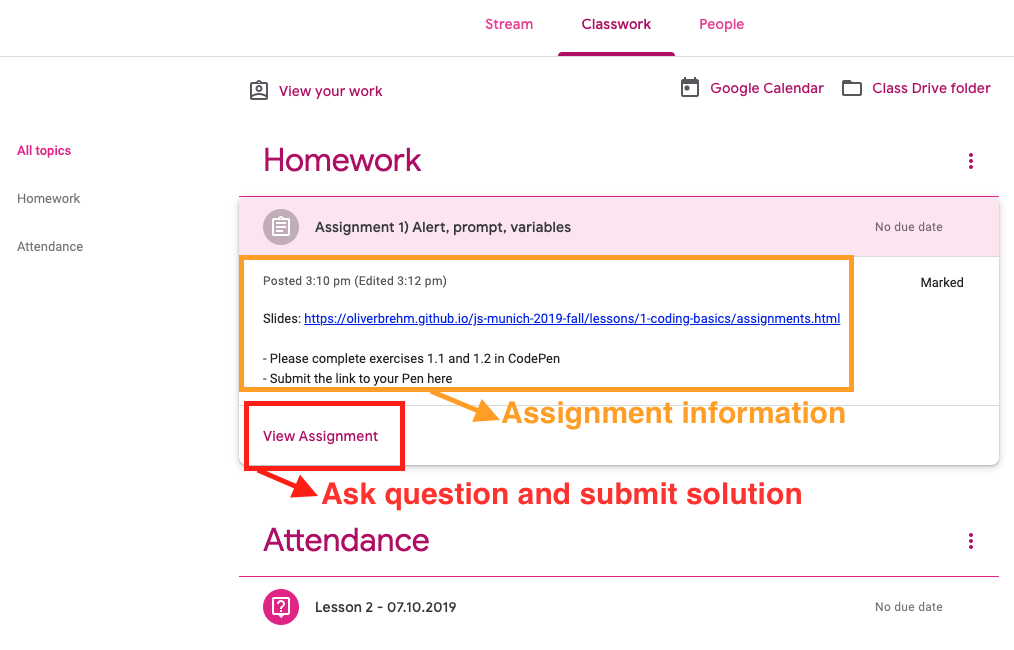 Stream Classwork People
View your work Google Calendar Class Drive folder
All topics
Homework
Attendance
Homework
Assignment 1) Alert, prompt, variables No due date
Posted 3:10 pm (Edited 3:12 pm) Marked
Slides: https://oliverbrehm.github.io/js-munich-2019-fall/lessons/1-coding-basics/assignments.html
- Please complete exercises 1.1 and 1.2 in CodePen
- Submit the link to your Pen here
Assignment information
View Assignment
Ask question and submit solution
Attendance
Lesson 2 - 07.10.2019 No due date